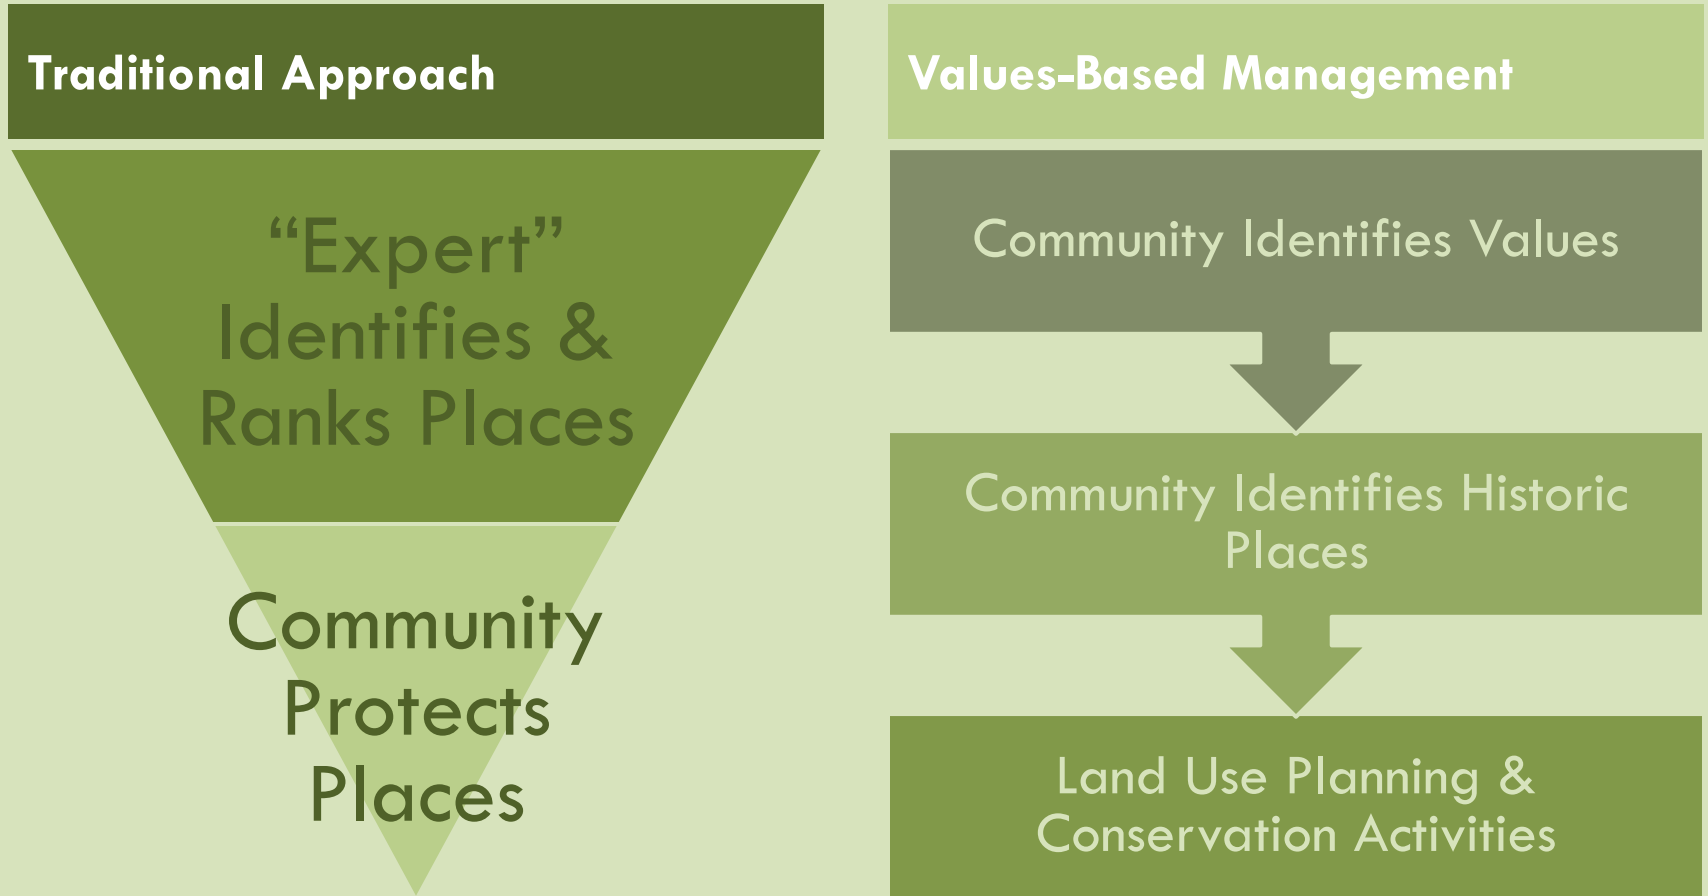 Traditional Approach
“Expert”
Identifies &
Ranks Places
Community
Protects
Places
Values-Based Management
Community Identifies Values
Community Identifies Historic
Places
Land Use Planning &
Conservation Activities